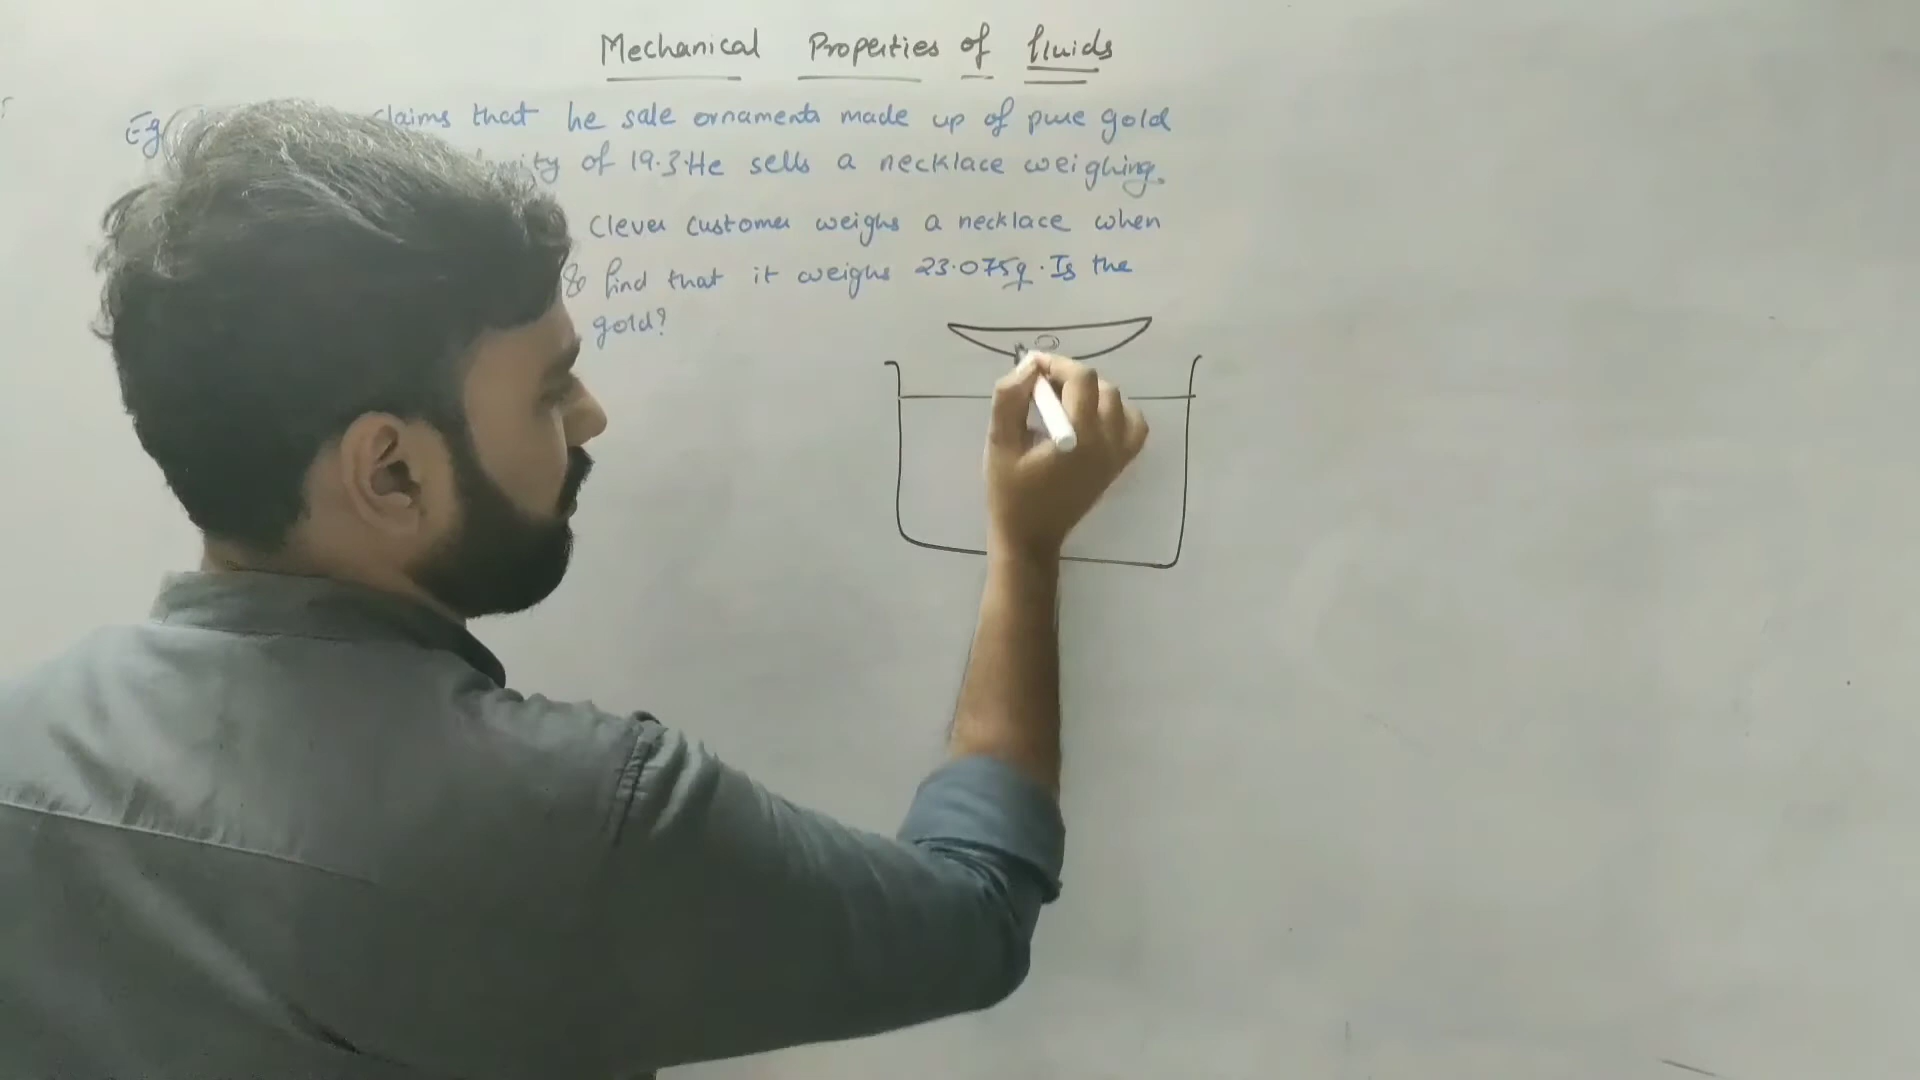 Mechanical Properties of fluids
Eg claims that he sale ornaments made up of pure gold
of 19.3. He sells a necklace weighing
Clever customer weighs a necklace when
& find that it weighs 23.075g. Is the
gold?